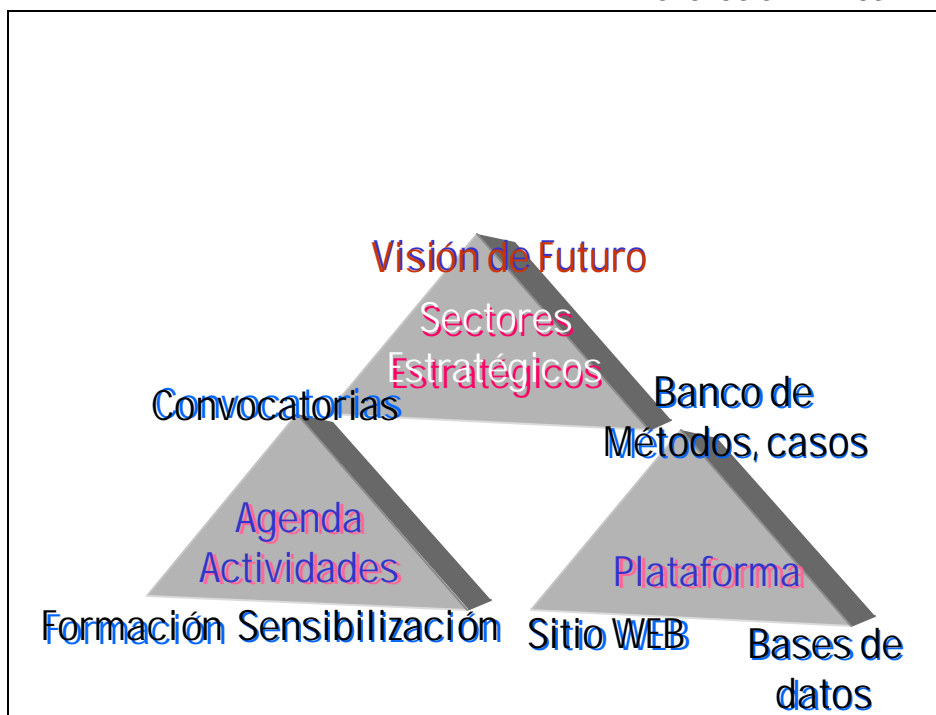 Visión de Futuro
Sectores
Estratégicos
Convocatorias
Banco de
Métodos, casos
Agenda
Actividades
Plataforma
Formación Sensibilización
Sitio WEB
Bases de
datos